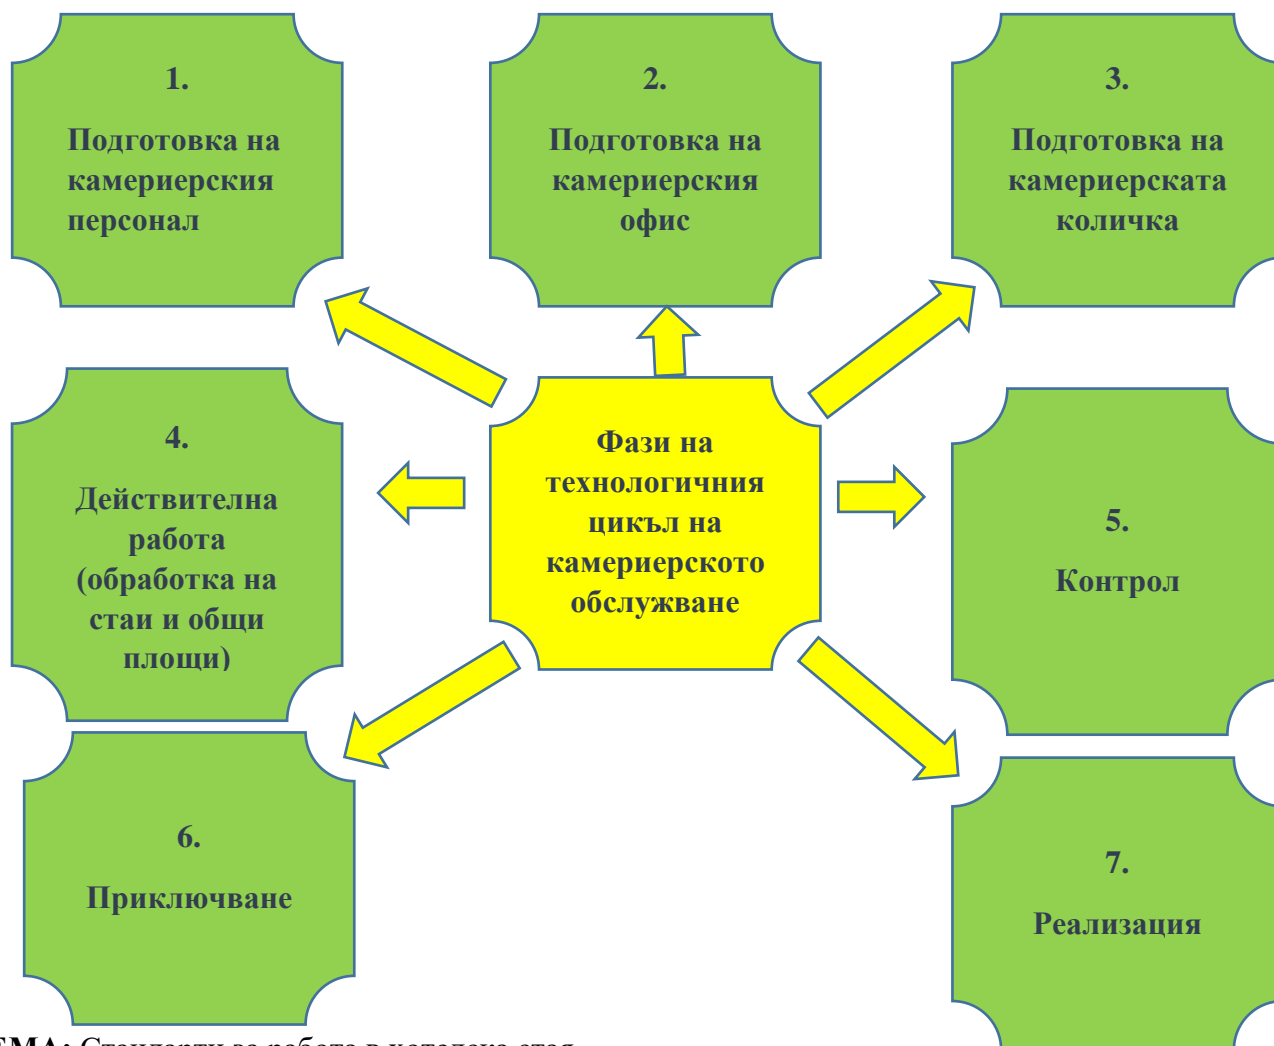 1.
Подготовка на
камериерския
персонал
2.
Подготовка на
камериерския
офис
3.
Подготовка на
камериерската
количка
Фази на
технологичния
цикъл на
камериерското
обслужване
4.
Действителна
работа
(обработка на
стаи и общи
площи)
5.
Контрол
6.
Приключване
7.
Реализация